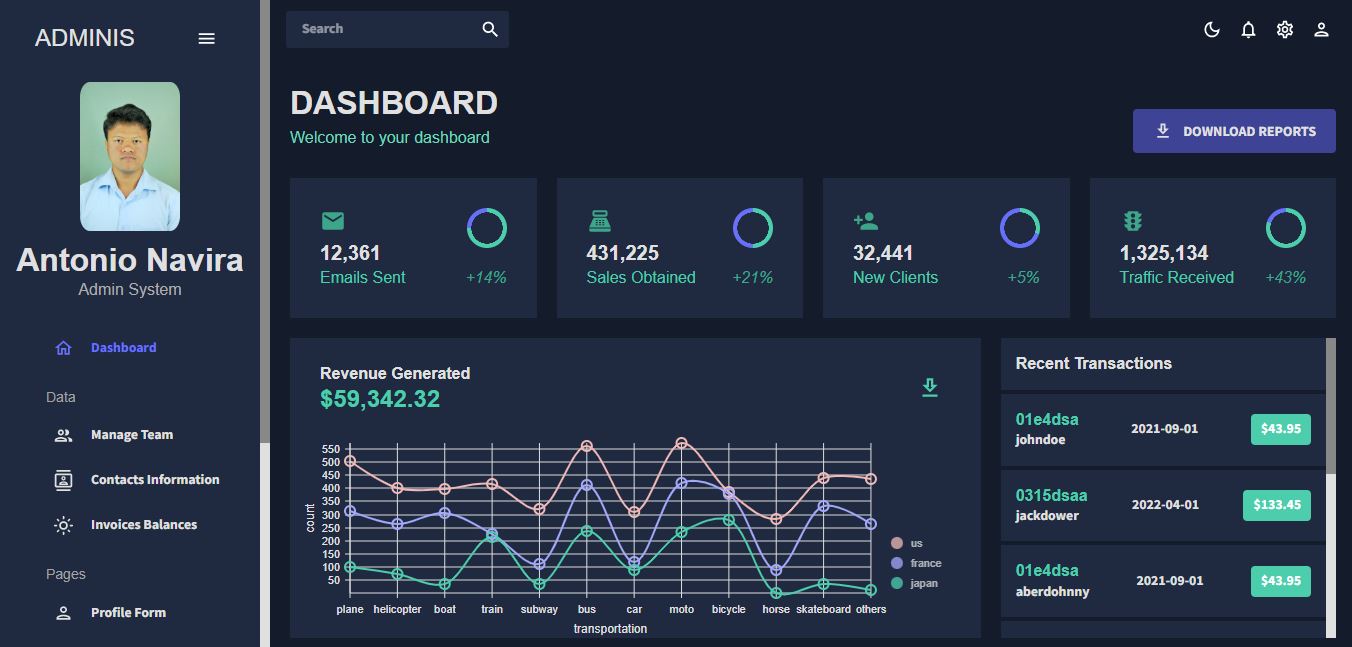 ADMINIS
Antonio Navira
Admin System
Dashboard
Data
Manage Team
Contacts Information
Invoices Balances
Pages
Profile Form
Search
DASHBOARD
Welcome to your dashboard
DOWNLOAD REPORTS
12,361
Emails Sent +14%
431,225
Sales Obtained +21%
32,441
New Clients +5%
1,325,134
Traffic Received +43%
Revenue Generated
$59,342.32
count
550
500
450
400
350
300
250
200
150
100
50
plane helicopter boat train subway bus car moto bicycle horse skateboard others
transportation
us
france
japan
Recent Transactions
01e4dsa
johndoe
2021-09-01
$43.95
0315dsaa
jackdower
2022-04-01
$133.45
01e4dsa
aberdohnny
2021-09-01
$43.95